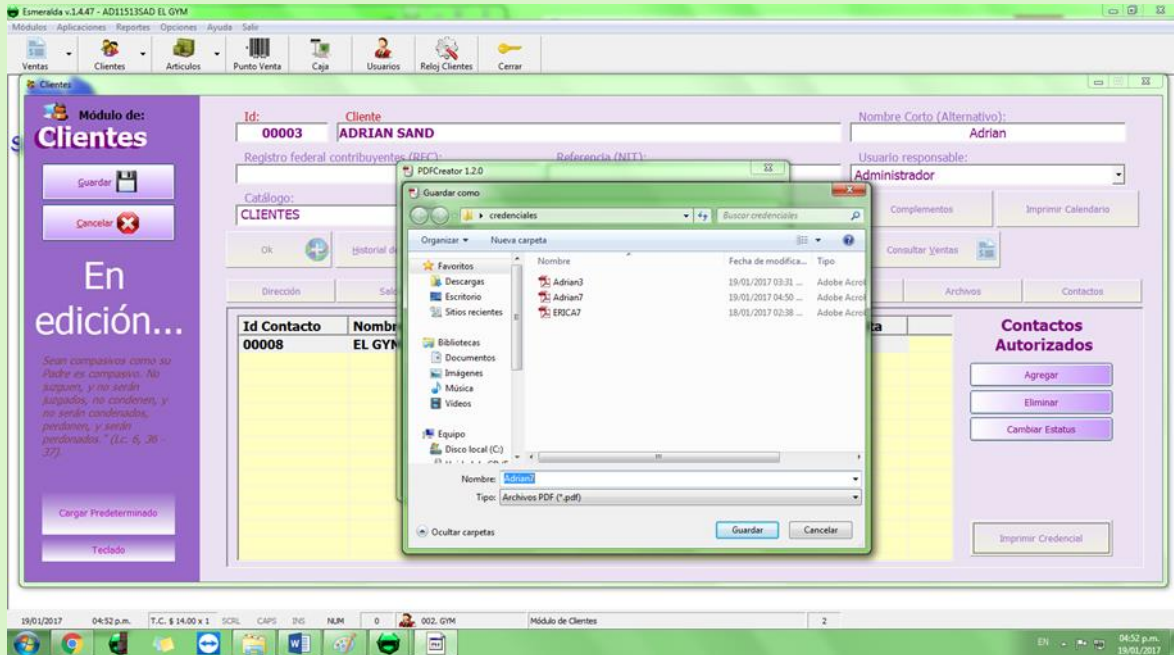 Esmeralda v.1.4.47 - AD11513SAD EL GYM
Módulos Aplicaciones Reportes Opciones Ayuda Salir
Ventas Clientes Articulos Punto Venta Caja Usuarios Reloj Clientes Cerrar
Clientes
Módulo de:
Clientes
Guardar
Cancelar
En
edición...
Sean compasivos como su
Padre es compasivo. No
juzguen, y no serán
juzgados, no condenen, y
no serán condenados,
perdonen, y serán
perdonados." (Lc. 6, 36 -
37)
Cargar Predeterminado
Teclado
Id: Cliente Nombre Corto (Alternativo):
00003 ADRIAN SAND Adrian
Registro federal contribuyentes (RFC): Referencia (NIT): Usuario responsable:
Administrador
Catálogo:
CLIENTES
Complementos Imprimir Calendario
Ok Historial d Consultar Ventas
Dirección Archivos Contactos
Id Contacto Nombr
00008 EL GYN
Contactos
Autorizados
Agregar
Eliminar
Cambiar Estatus
Imprimir Credencial
PDFCreator 1.2.0
Guardar como
credenciales Buscar credenciales
Organizar Nueva carpeta
Favoritos
Descargas
Escritorio
Sitios recientes
Bibliotecas
Documentos
Imágenes
Música
Vídeos
Equipo
Disco local (C:)
Nombre Fecha de modifica... Tipo
Adrian3 19/01/2017 03:31 ... Adobe Acrol
Adrian7 19/01/2017 04:50 ... Adobe Acrol
ERICA7 18/01/2017 02:38 ... Adobe Acrol
Nombre: Adrian7
Tipo: Archivos PDF (*.pdf)
Ocultar carpetas Guardar Cancelar
19/01/2017 04:52 p.m. T.C. $ 14.00 x 1 SCRL CAPS INS NUM 0 002. GYM Módulo de Clientes 2
EN 04:52 p.m.
19/01/2017